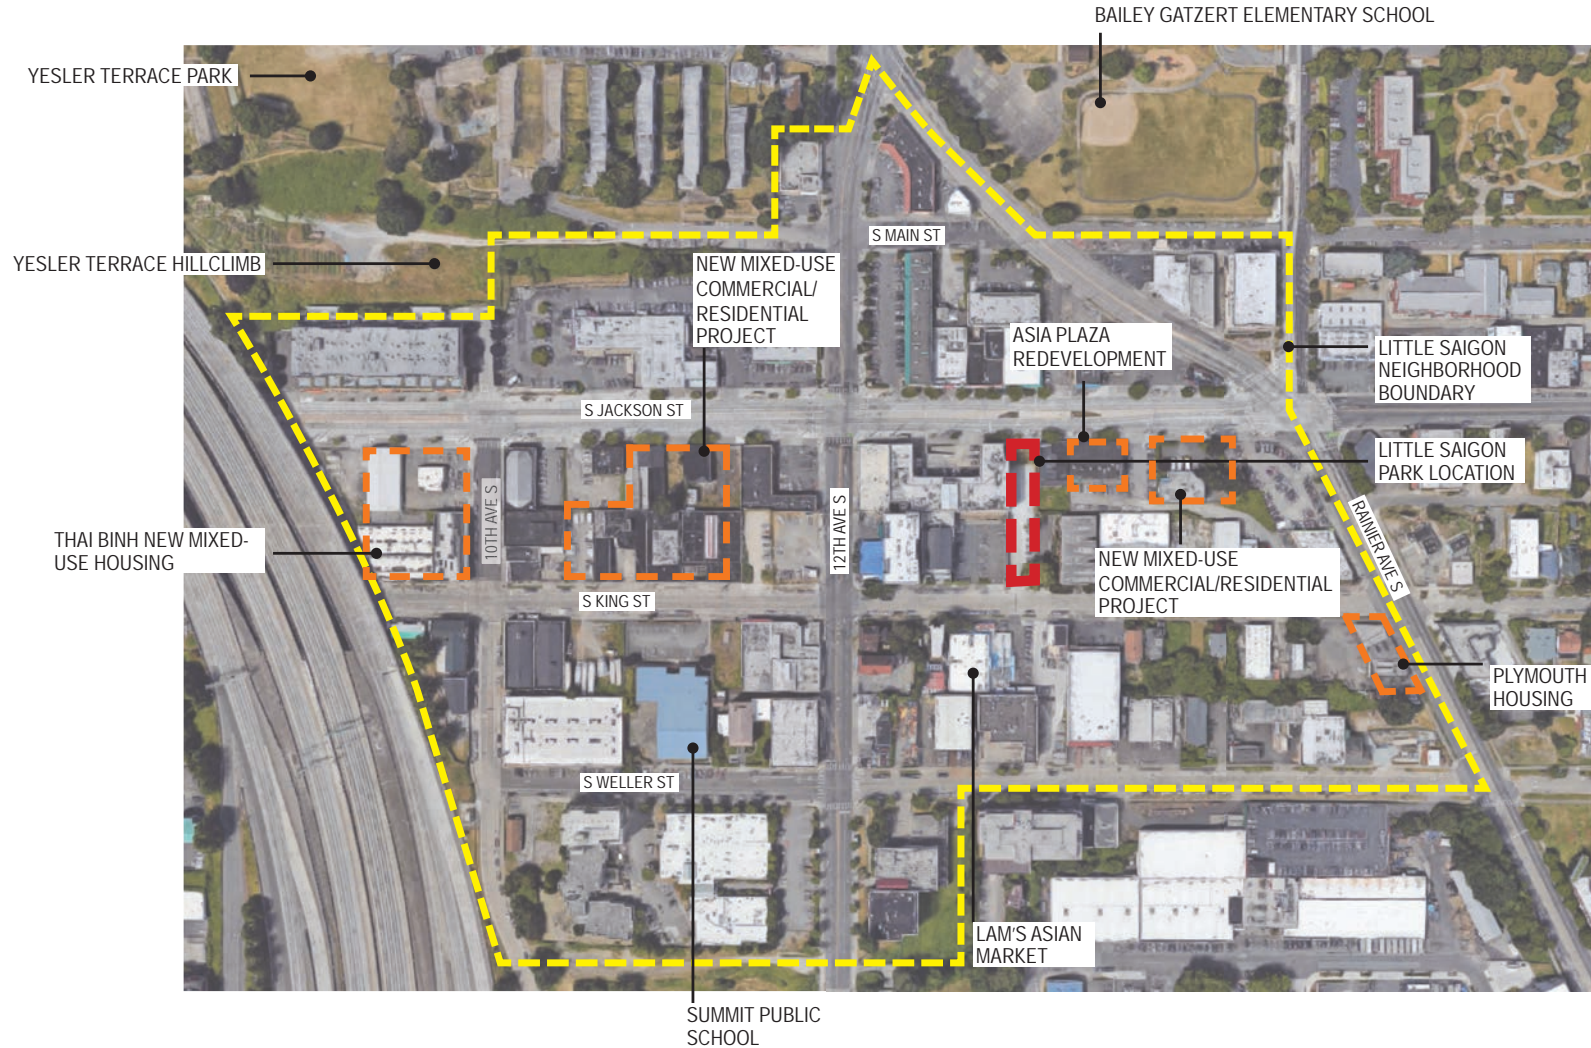 BAILEY GATZERT ELEMENTARY SCHOOL
YESLER TERRACE PARK
S MAIN ST
YESLER TERRACE HILLCLIMB
NEW MIXED-USE
COMMERCIAL/
RESIDENTIAL
PROJECT
ASIA PLAZA
REDEVELOPMENT
LITTLE SAIGON
NEIGHBORHOOD
BOUNDARY
S JACKSON ST
LITTLE SAIGON
PARK LOCATION
10TH AVE S
12TH AVE S
RAINIER AVE S
THAI BINH NEW MIXED-
USE HOUSING
NEW MIXED-USE
COMMERCIAL/RESIDENTIAL
PROJECT
S KING ST
PLYMOUTH
HOUSING
S WELLER ST
LAM'S ASIAN
MARKET
SUMMIT PUBLIC
SCHOOL